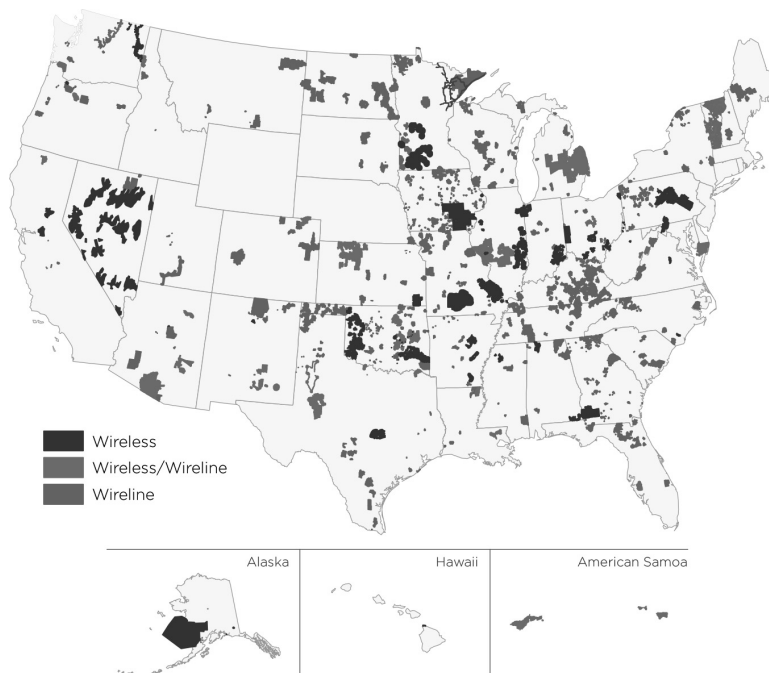 Wireless
Wireless/Wireline
Wireline
Alaska
Hawaii
American Samoa